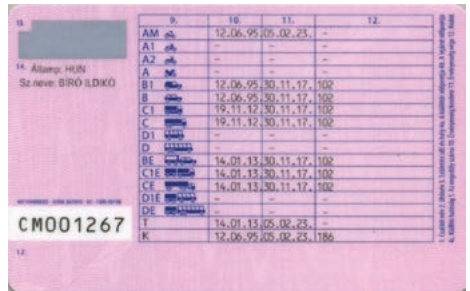 13.
14. Államp: HUN
Sz.neve: BIRÓ ILDIKÓ
9. 10. 11. 12.
AM 12.06.95. 05.02.23. -
A1 - - -
A2 - - -
A - - -
B1 12.06.95. 30.11.17. 102
B 12.06.95. 30.11.17. 102
C1 19.11.12. 30.11.17. 102
C 19.11.12. 30.11.17. 102
D1 - - -
D - - -
BE 14.01.13. 30.11.17. 102
C1E 14.01.13. 30.11.17. 102
CE 14.01.13. 30.11.17. 102
D1E - - -
DE - - -
T 14.01.13. 05.02.23. -
K 12.06.95. 05.02.23. 186
CM001267
12.